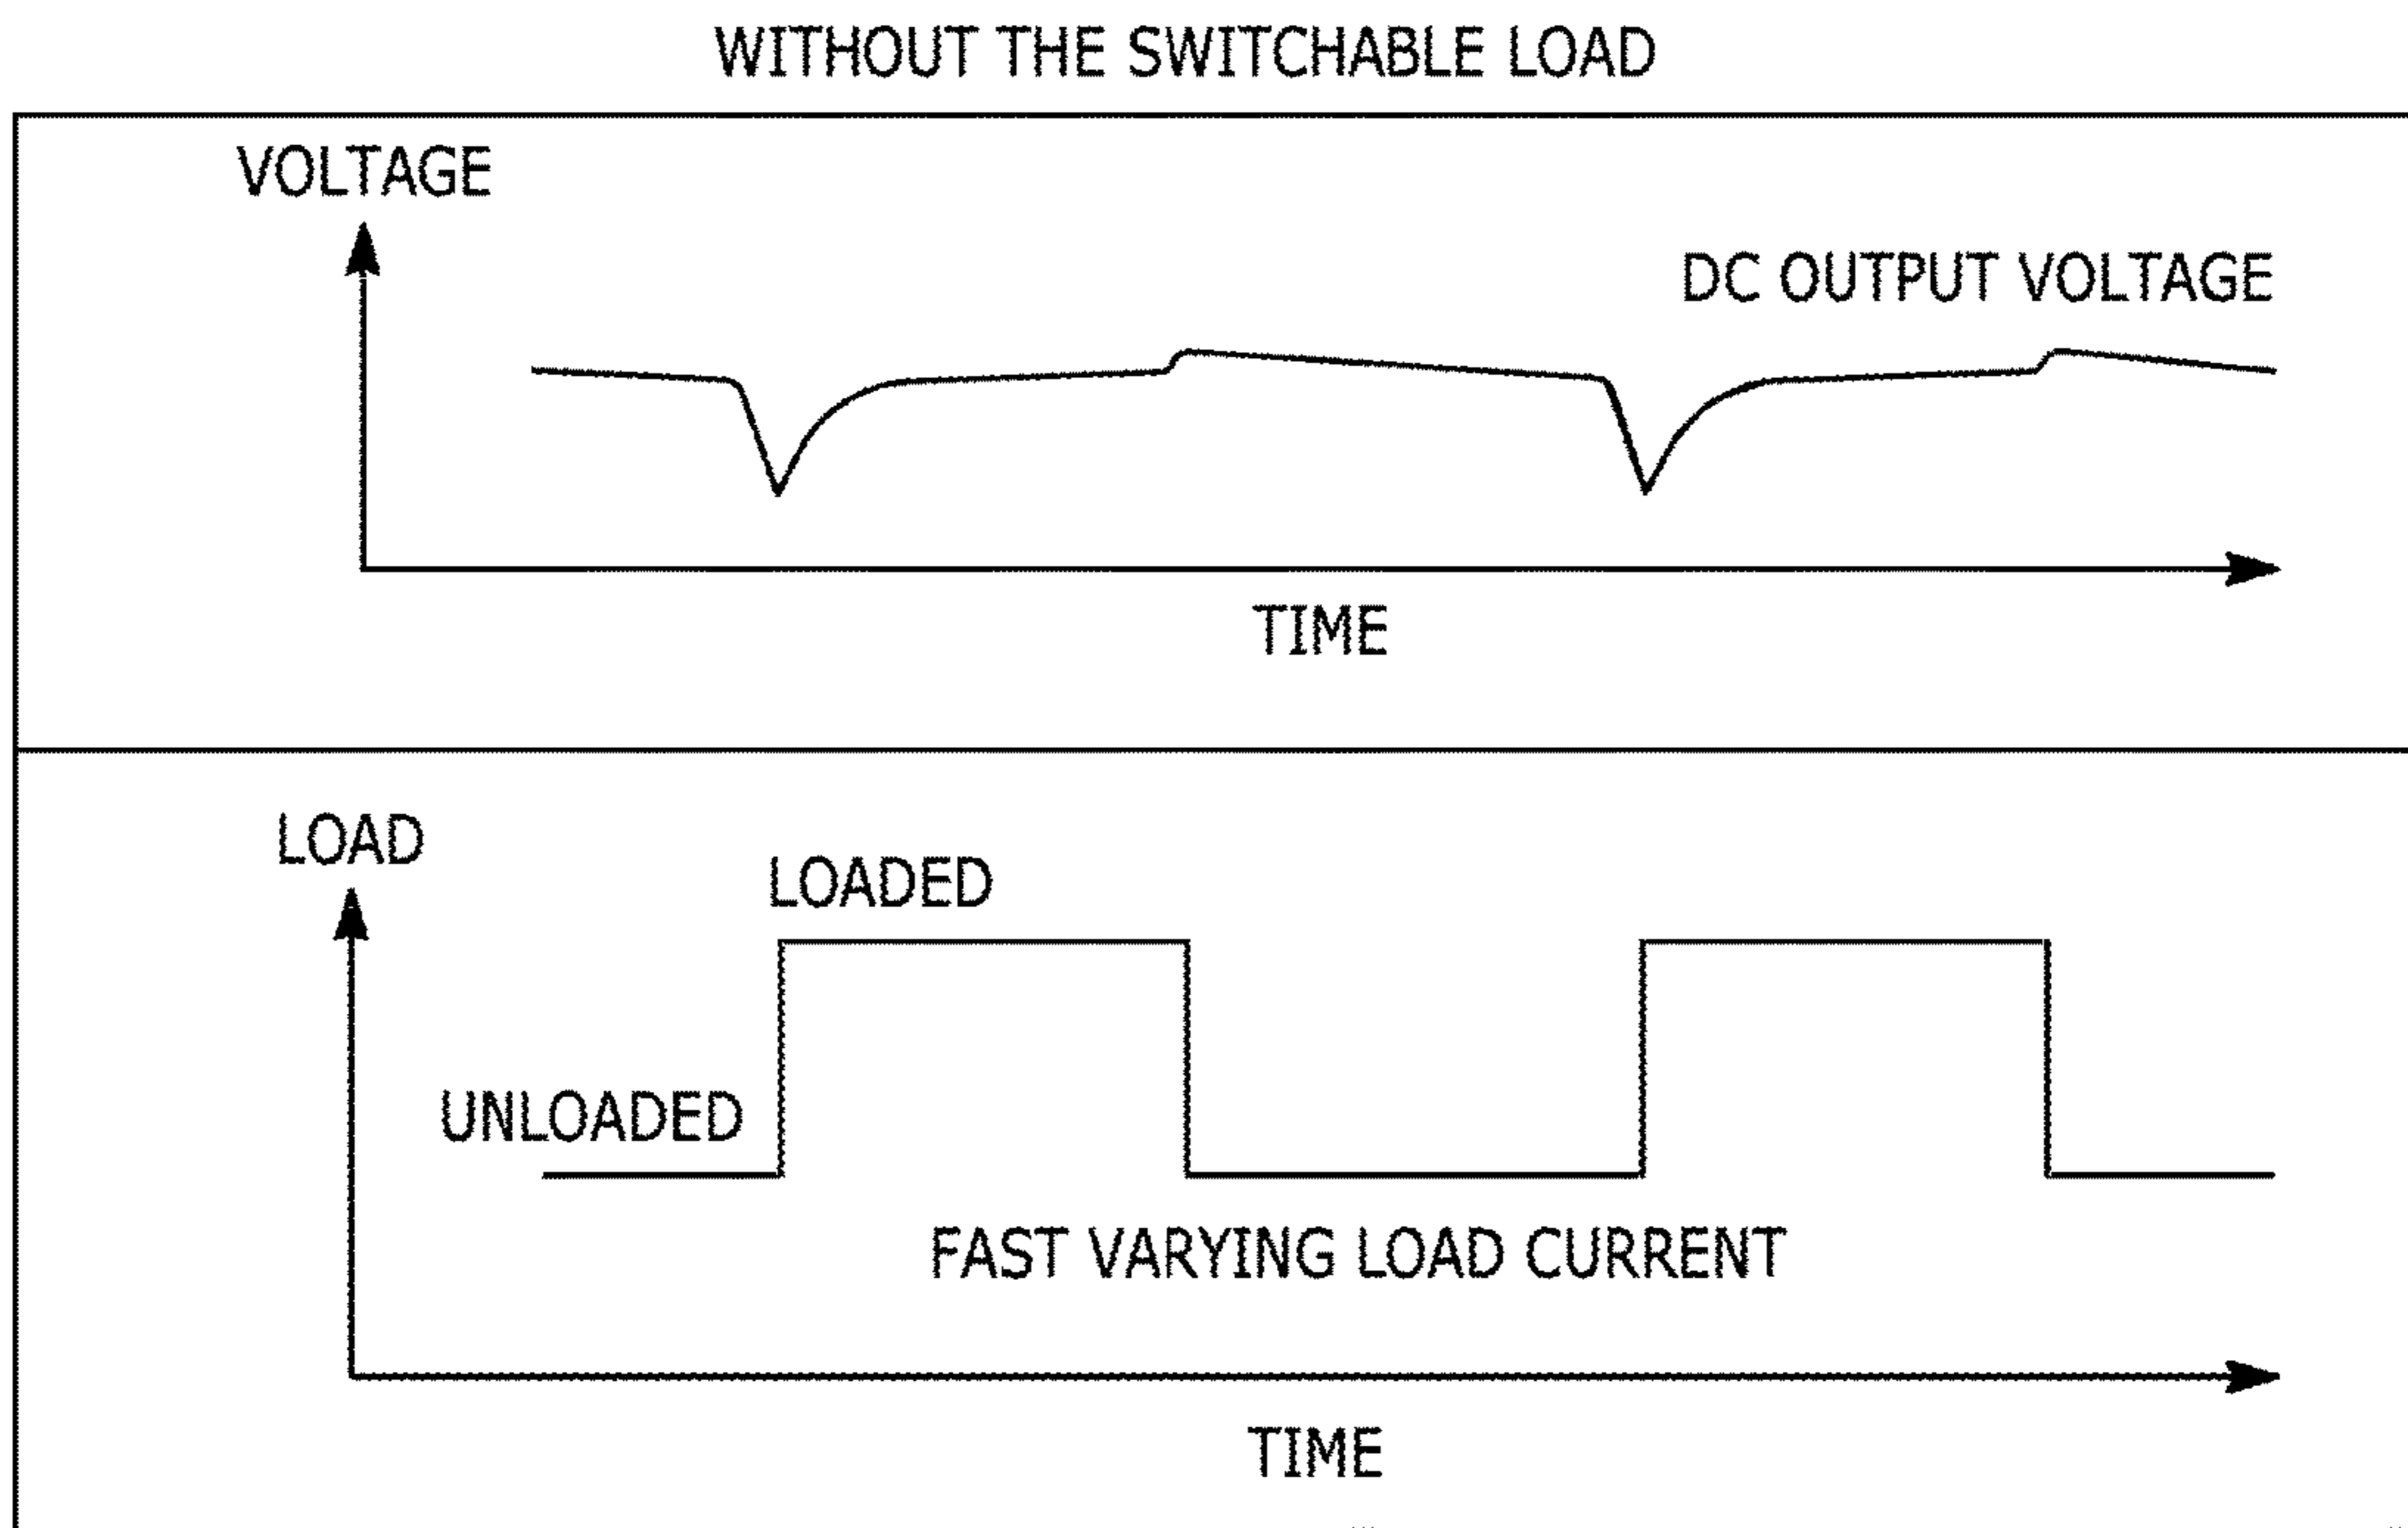 WITHOUT THE SWITCHABLE LOAD
VOLTAGE
DC OUTPUT VOLTAGE
TIME
LOAD
LOADED
UNLOADED
FAST VARYING LOAD CURRENT
TIME